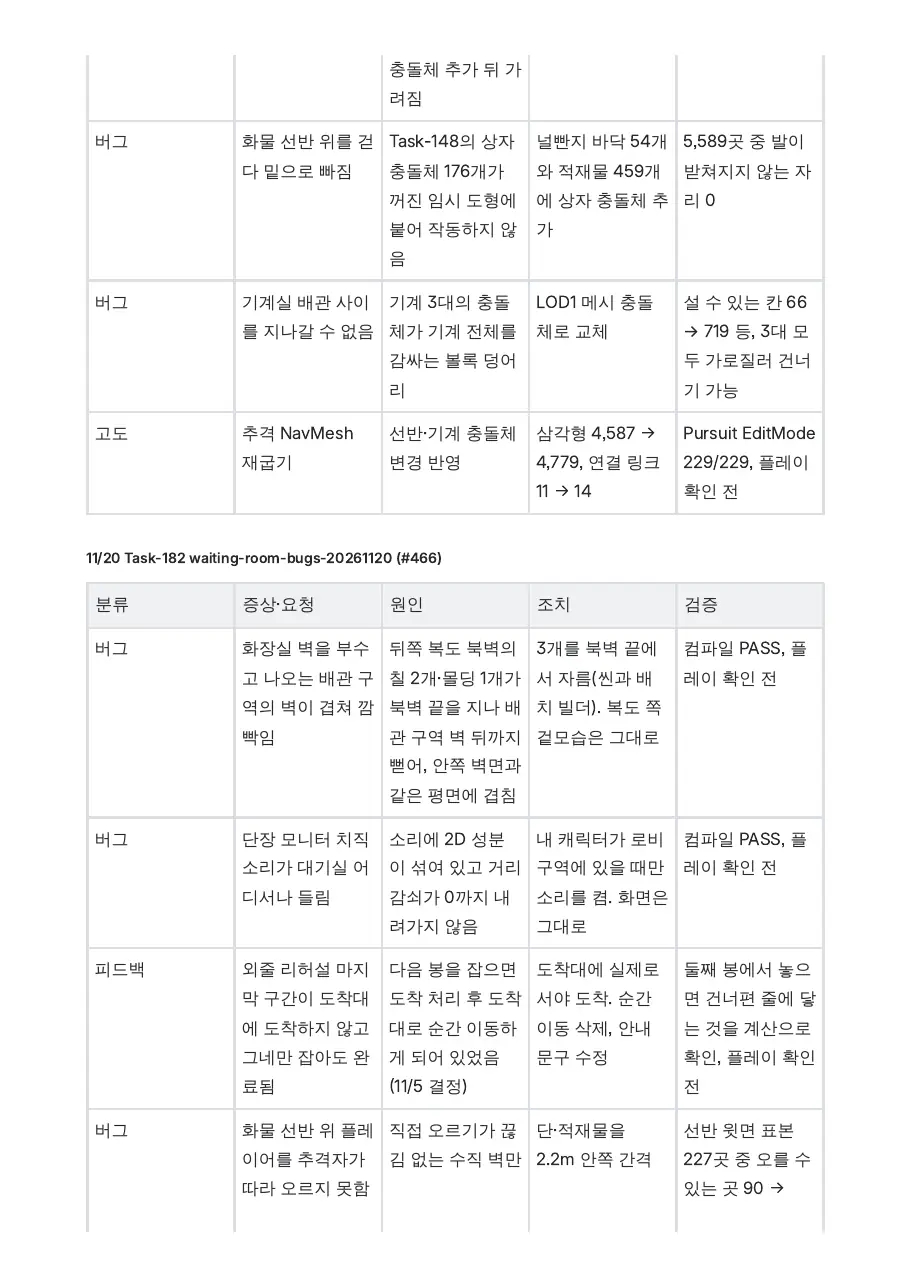 충돌체 추가 뒤 가
려짐
버그
화물 선반 위를 걷
다 밑으로 빠짐
Task-148의 상자
충돌체 176개가
꺼진 임시 도형에
붙어 작동하지 않
음
널빤지 바닥 54개
와 적재물 459개
에 상자 충돌체 추
가
5,589곳 중 발이
받쳐지지 않는 자
리 0
버그
기계실 배관 사이
를 지나갈 수 없음
기계 3대의 충돌
체가 기계 전체를
감싸는 볼록 덩어
리
LOD1 메시 충돌
체로 교체
설 수 있는 칸 66
→ 719 등, 3대 모
두 가로질러 건너
기 가능
고도
추격 NavMesh
재굽기
선반·기계 충돌체
변경 반영
삼각형 4,587 →
4,779, 연결 링크
11 → 14
Pursuit EditMode
229/229, 플레이
확인 전
11/20 Task-182 waiting-room-bugs-20261120 (#466)
분류
증상·요청
원인
조치
검증
버그
화장실 벽을 부수
고 나오는 배관 구
역의 벽이 겹쳐 깜
빡임
뒤쪽 복도 북벽의
칠 2개·몰딩 1개가
북벽 끝을 지나 배
관 구역 벽 뒤까지
뻗어, 안쪽 벽면과
같은 평면에 겹침
3개를 북벽 끝에
서 자름(씬과 배
치 빌더). 복도 쪽
겉모습은 그대로
컴파일 PASS, 플
레이 확인 전
버그
단장 모니터 치직
소리가 대기실 어
디서나 들림
소리에 2D 성분
이 섞여 있고 거리
감쇠가 0까지 내
려가지 않음
내 캐릭터가 로비
구역에 있을 때만
소리를 켬. 화면은
그대로
컴파일 PASS, 플
레이 확인 전
피드백
외줄 리허설 마지
막 구간이 도착대
에 도착하지 않고
그네만 잡아도 완
료됨
다음 봉을 잡으면
도착 처리 후 도착
대로 순간 이동하
게 되어 있었음
(11/5 결정)
도착대에 실제로
서야 도착. 순간
이동 삭제, 안내
문구 수정
둘째 봉에서 놓으
면 건너편 줄에 닿
는 것을 계산으로
확인, 플레이 확인
전
버그
화물 선반 위 플레
이어를 추격자가
따라 오르지 못함
직접 오르기가 끊
김 없는 수직 벽만
단·적재물을
2.2m 안쪽 간격
선반 윗면 표본
227곳 중 오를 수
있는 곳 90 →